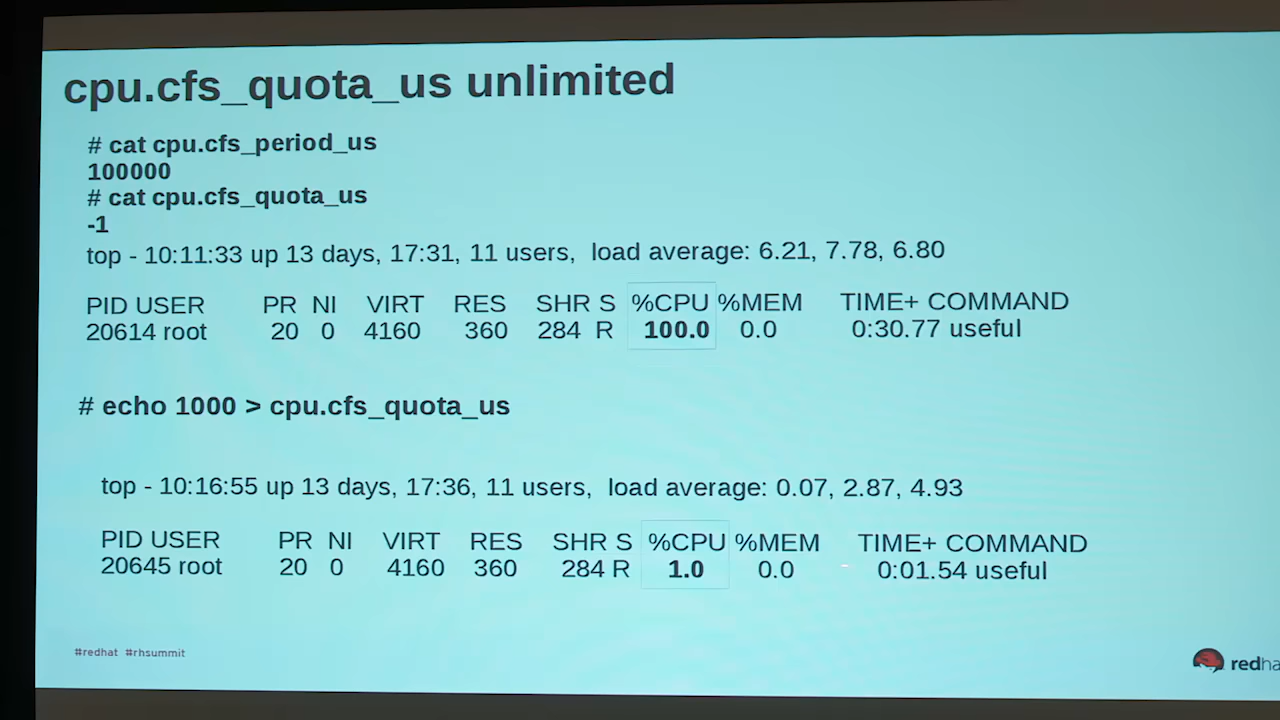 cpu.cfs_quota_us unlimited
# cat cpu.cfs_period_us
100000
# cat cpu.cfs_quota_us
-1
top - 10:11:33 up 13 days, 17:31, 11 users, load average: 6.21, 7.78, 6.80
PID USER PR NI VIRT RES SHR S %CPU %MEM TIME+ COMMAND
20614 root 20 0 4160 360 284 R 100.0 0.0 0:30.77 useful
# echo 1000 > cpu.cfs_quota_us
top - 10:16:55 up 13 days, 17:36, 11 users, load average: 0.07, 2.87, 4.93
PID USER PR NI VIRT RES SHR S %CPU %MEM TIME+ COMMAND
20645 root 20 0 4160 360 284 R 1.0 0.0 0:01.54 useful
#redhat #rhsummit
redha